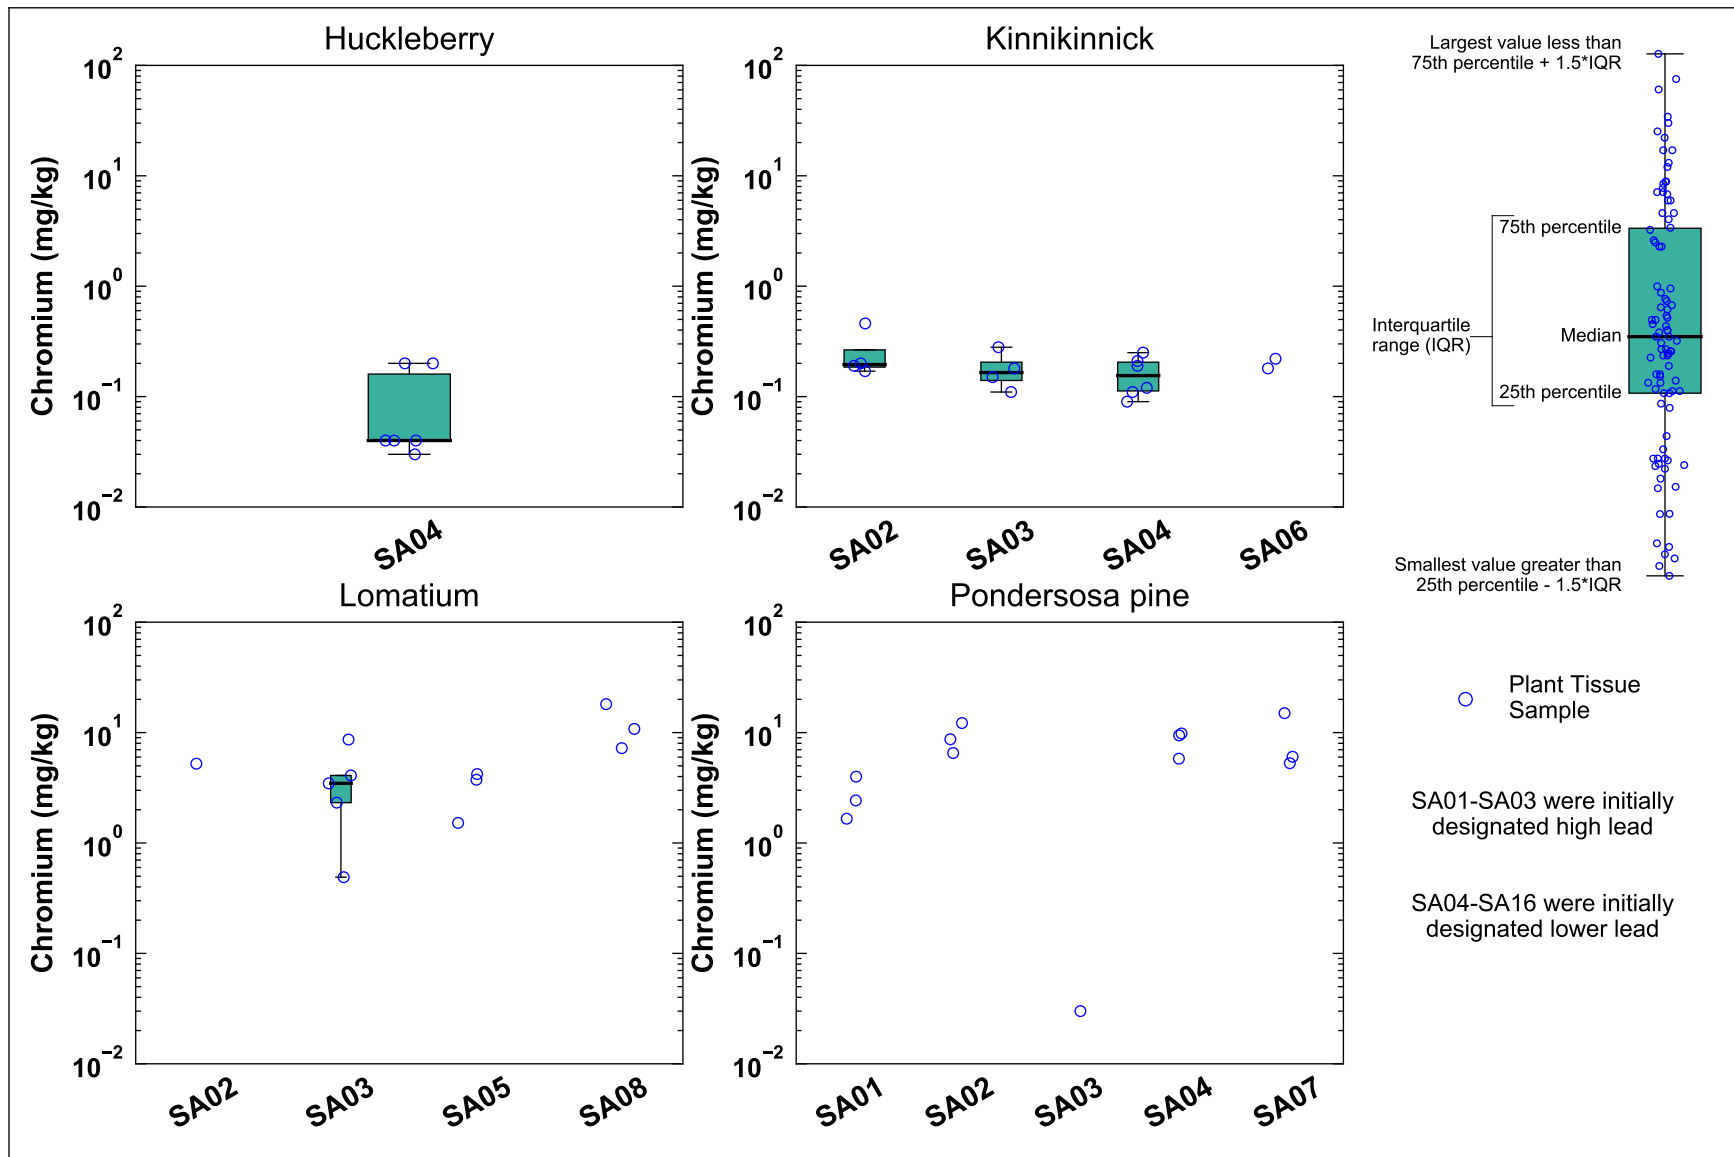 Huckleberry
Chromium (mg/kg)
10^2
10^1
10^0
10^−1
10^−2
SA04
Kinnikinnick
Chromium (mg/kg)
10^2
10^1
10^0
10^−1
10^−2
SA02
SA03
SA04
SA06
Largest value less than
75th percentile + 1.5*IQR
75th percentile
Interquartile
range (IQR)
Median
25th percentile
Smallest value greater than
25th percentile - 1.5*IQR
Lomatium
Chromium (mg/kg)
10^2
10^1
10^0
10^−1
10^−2
SA02
SA03
SA05
SA08
Pondersosa pine
Chromium (mg/kg)
10^2
10^1
10^0
10^−1
10^−2
SA01
SA02
SA03
SA04
SA07
Plant Tissue
Sample
SA01-SA03 were initially
designated high lead
SA04-SA16 were initially
designated lower lead